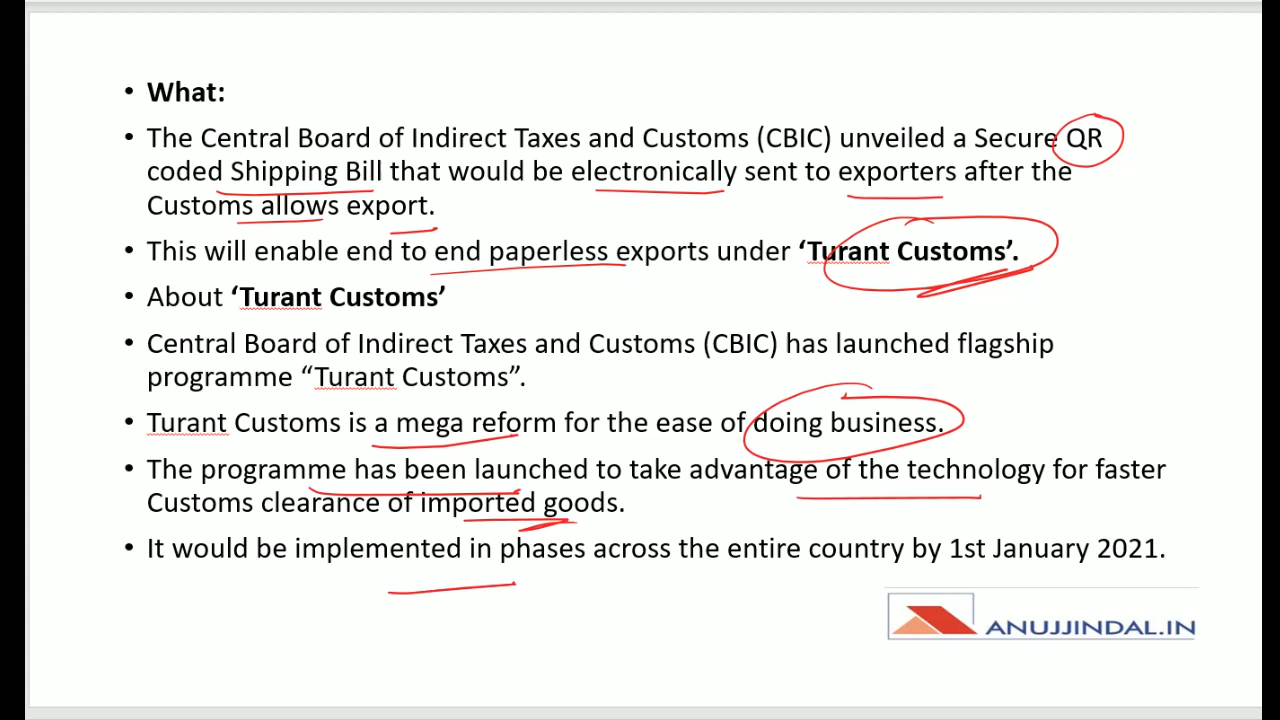 • What:
• The Central Board of Indirect Taxes and Customs (CBIC) unveiled a Secure QR
coded Shipping Bill that would be electronically sent to exporters after the
Customs allows export.
• This will enable end to end paperless exports under ‘Turant Customs’.
• About ‘Turant Customs’
• Central Board of Indirect Taxes and Customs (CBIC) has launched flagship
programme “Turant Customs”.
• Turant Customs is a mega reform for the ease of doing business.
• The programme has been launched to take advantage of the technology for faster
Customs clearance of imported goods.
• It would be implemented in phases across the entire country by 1st January 2021.
ANUJJINDAL.IN